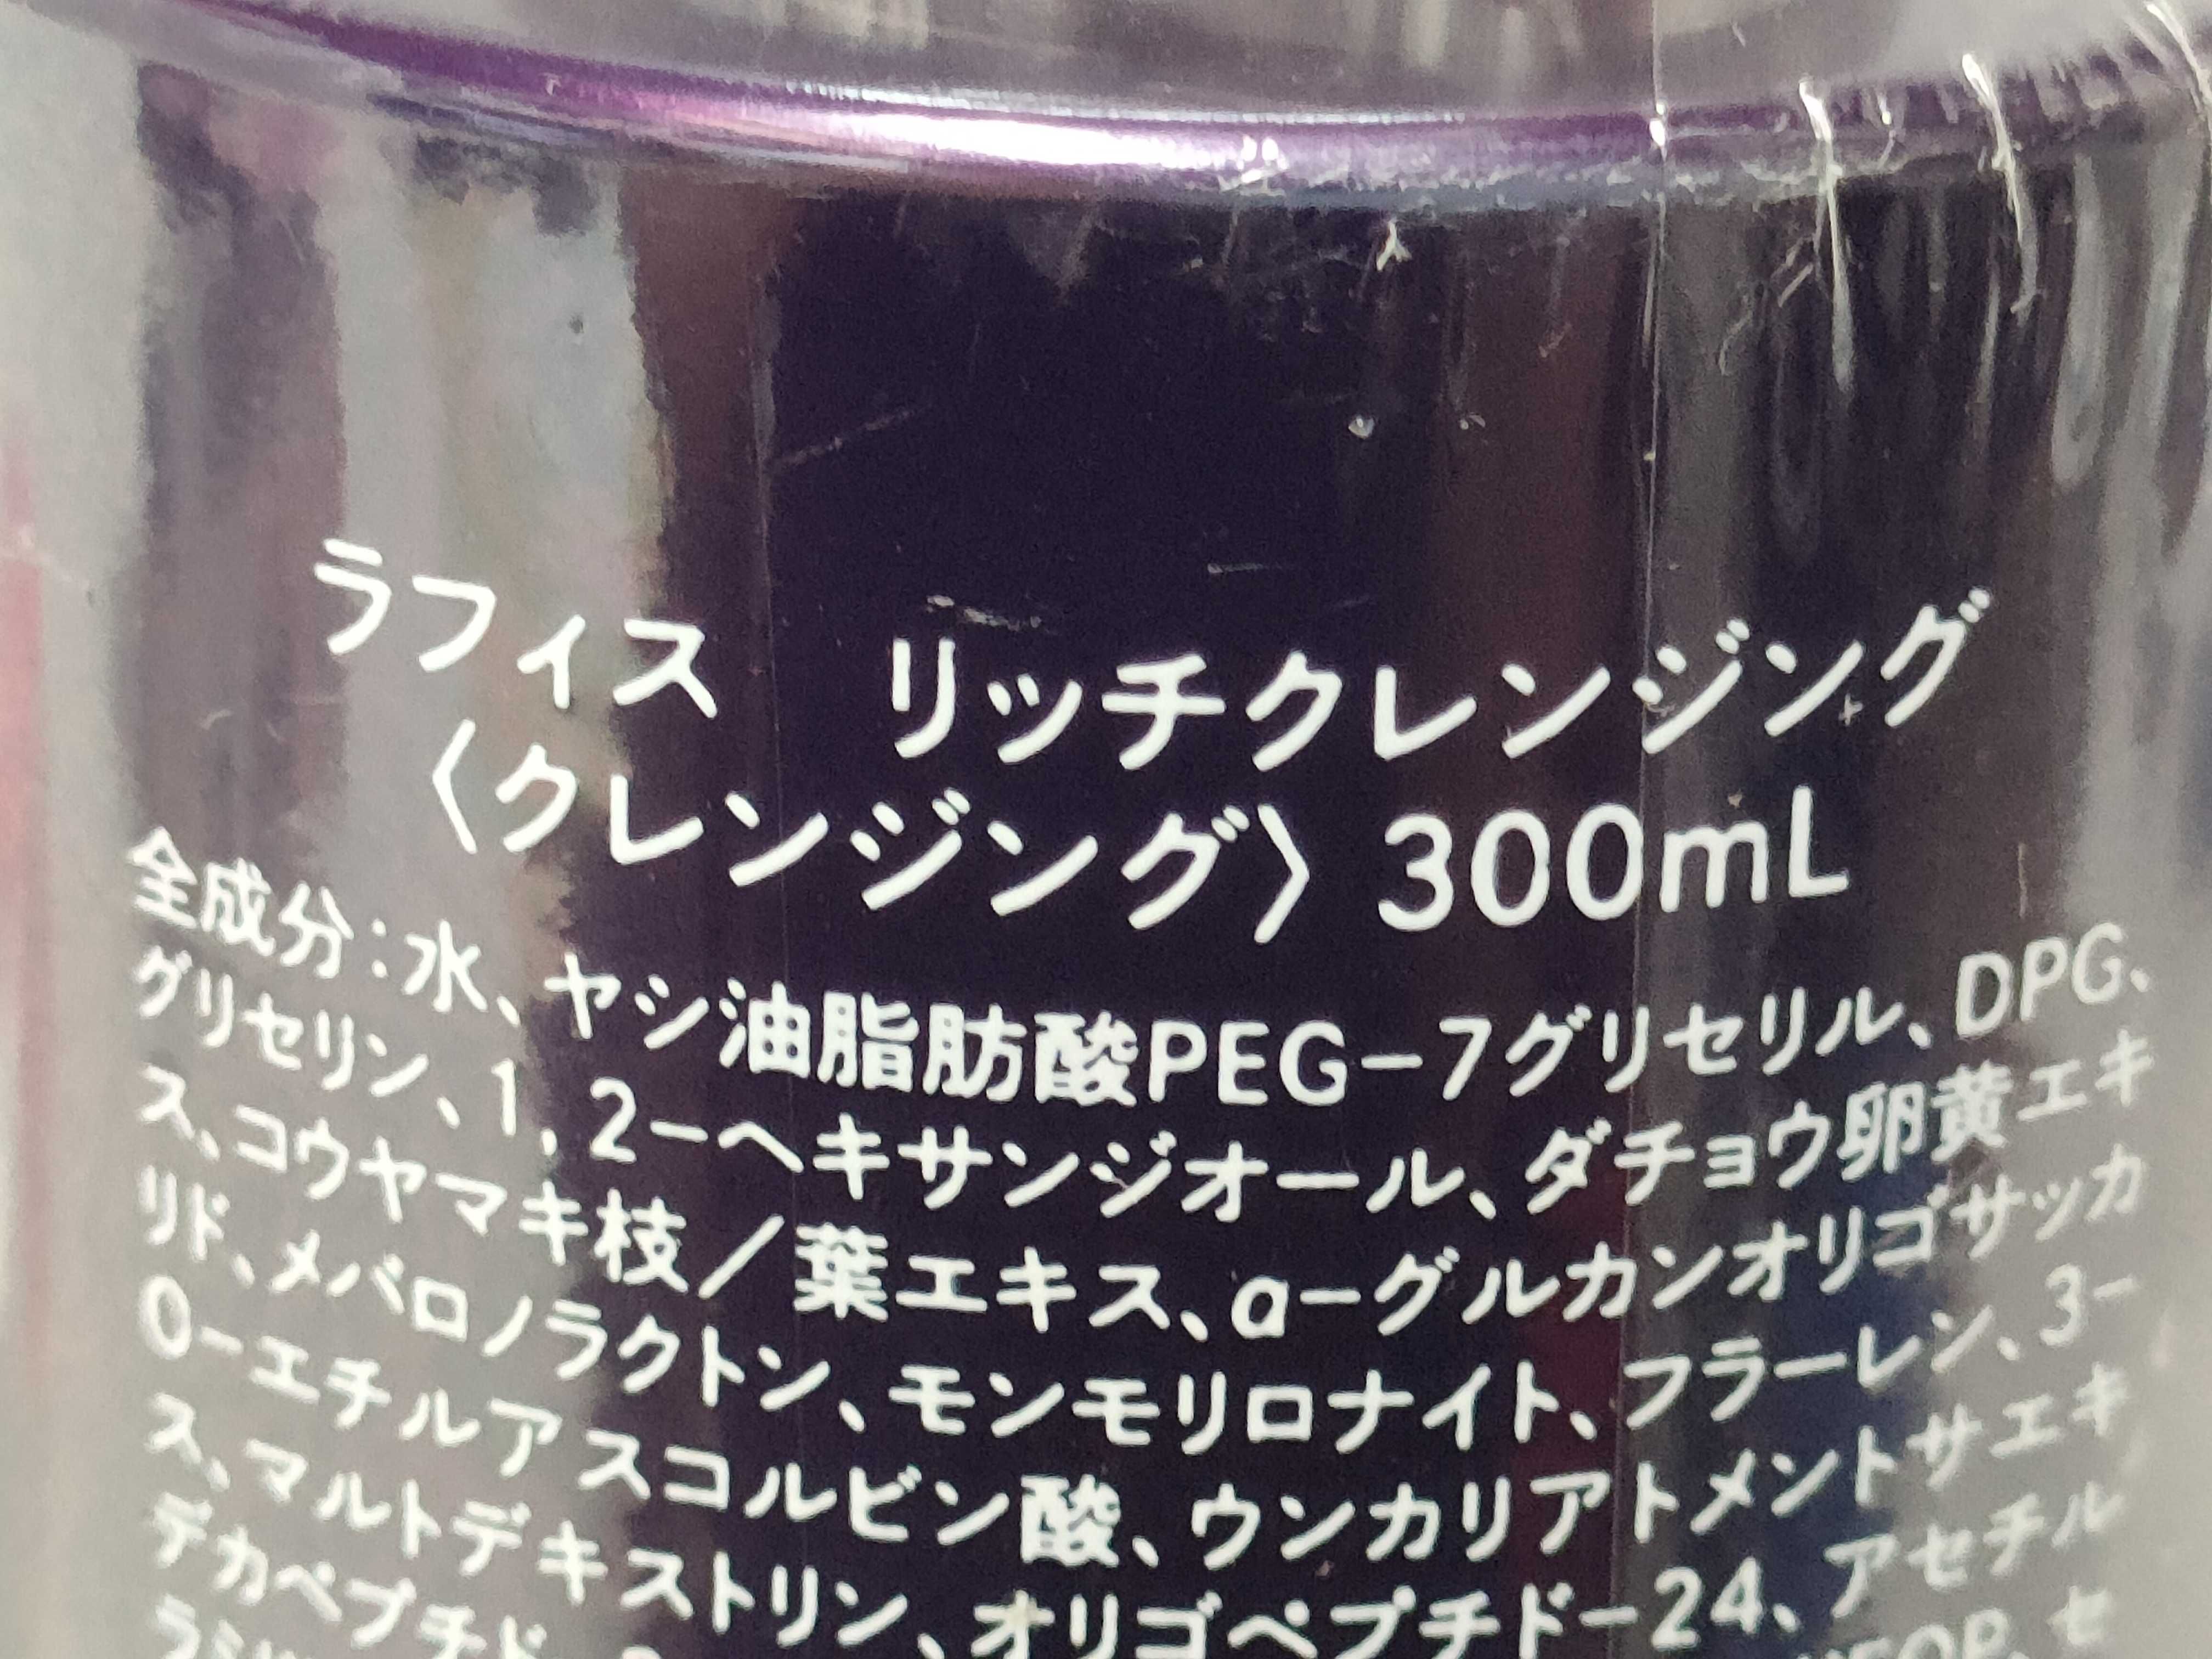 ラフィス　リッチクレンジング
〈クレンジング〉300mL
全成分：水、ヤシ油脂肪酸PEG－7グリセリル、DPG、
グリセリン、1，2－ヘキサンジオール、ダチョウ卵黄エキ
ス、コウヤマキ枝／葉エキス、α－グルカンオリゴサッカ
リド、メバロノラクトン、モンモリロナイト、フラーレン、3－
O－エチルアスコルビン酸、ウンカリアトメントサエキ
ス、マルトデキストリン、オリゴペプチド－24、アセチル
デカペプチド